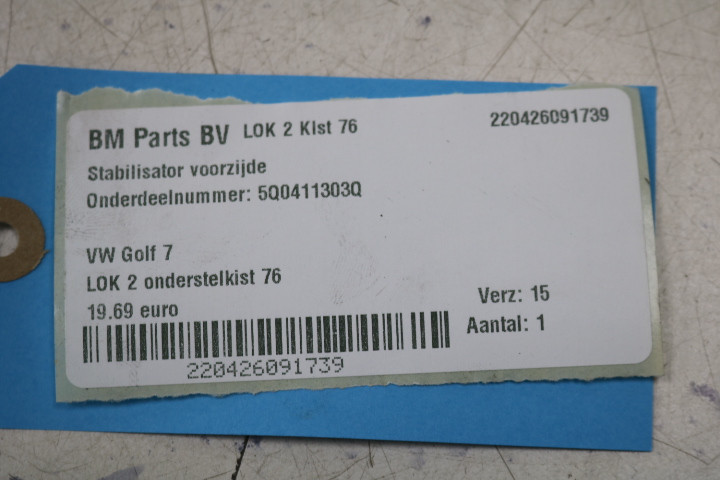 BM Parts BV LOK 2 Klst 76 220426091739
Stabilisator voorzijde
Onderdeelnummer: 5Q0411303Q
VW Golf 7
LOK 2 onderstelkist 76
19.69 euro Verz: 15
Aantal: 1
220426091739